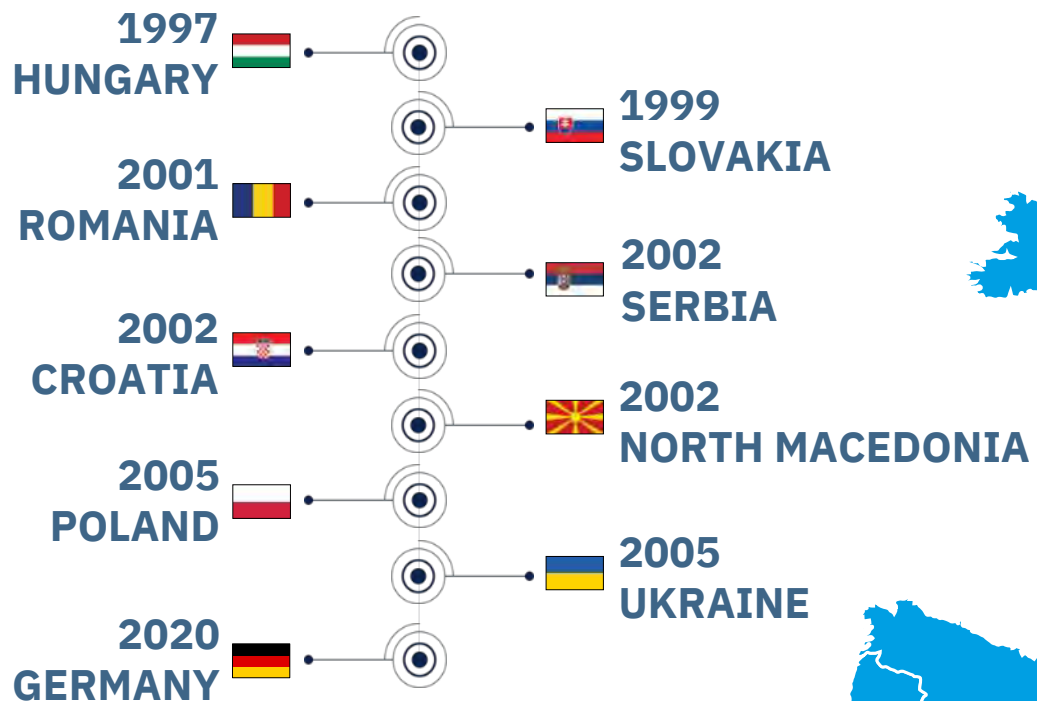 1997
HUNGARY
1999
SLOVAKIA
2001
ROMANIA
2002
SERBIA
2002
CROATIA
2002
NORTH MACEDONIA
2005
POLAND
2005
UKRAINE
2020
GERMANY